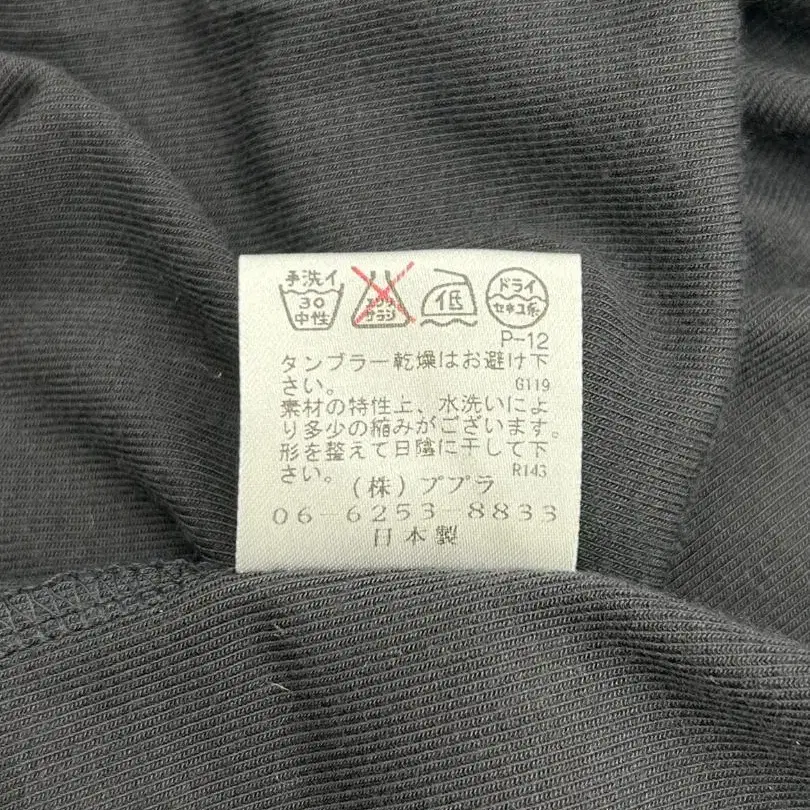 手洗イ
30
中性
エンソ
サラシ
低
ドライ
セキユ系
P-12
タンブラー乾燥はお避け下
さい。 G119
素材の特性上、水洗いによ
り多少の縮みがございます。
形を整えて日陰に干して下
さい。 R143
(株)ププラ
06-6253-8833
日本製